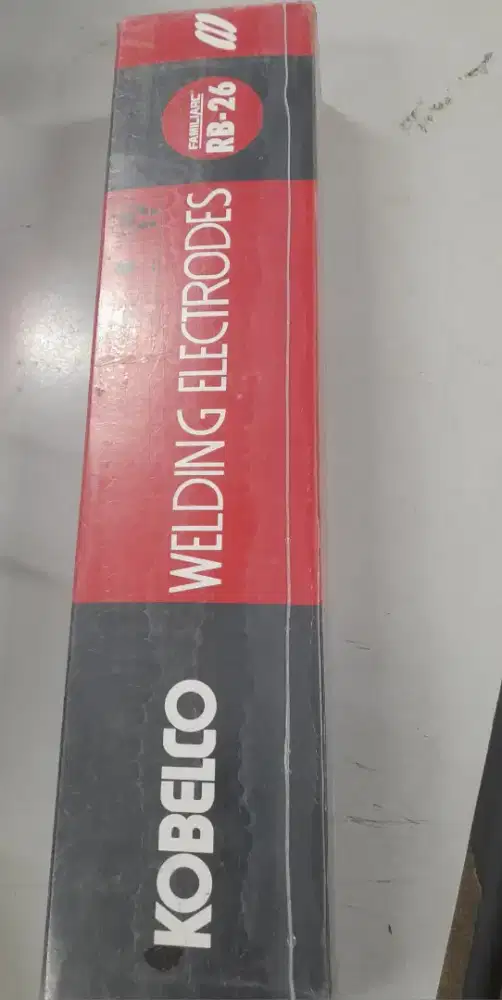 KOBELCO
WELDING ELECTRODES
FAMILIARC
RB-26